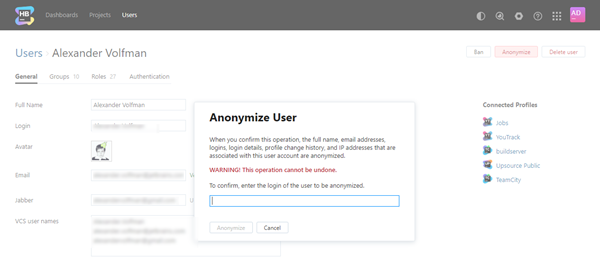 HB
Dashboards Projects Users
AD
Users Alexander Volfman
Ban Anonymize Delete user
General Groups 10 Roles 27 Authentication
Full Name Alexander Volfman
Login
Avatar
Email
Jabber
VCS user names
Anonymize User
When you confirm this operation, the full name, email addresses,
logins, login details, profile change history, and IP addresses that are
associated with this user account are anonymized.
WARNING! This operation cannot be undone.
To confirm, enter the login of the user to be anonymized.
Anonymize Cancel
Connected Profiles
Jobs
YouTrack
buildserver
Upsource Public
TeamCity